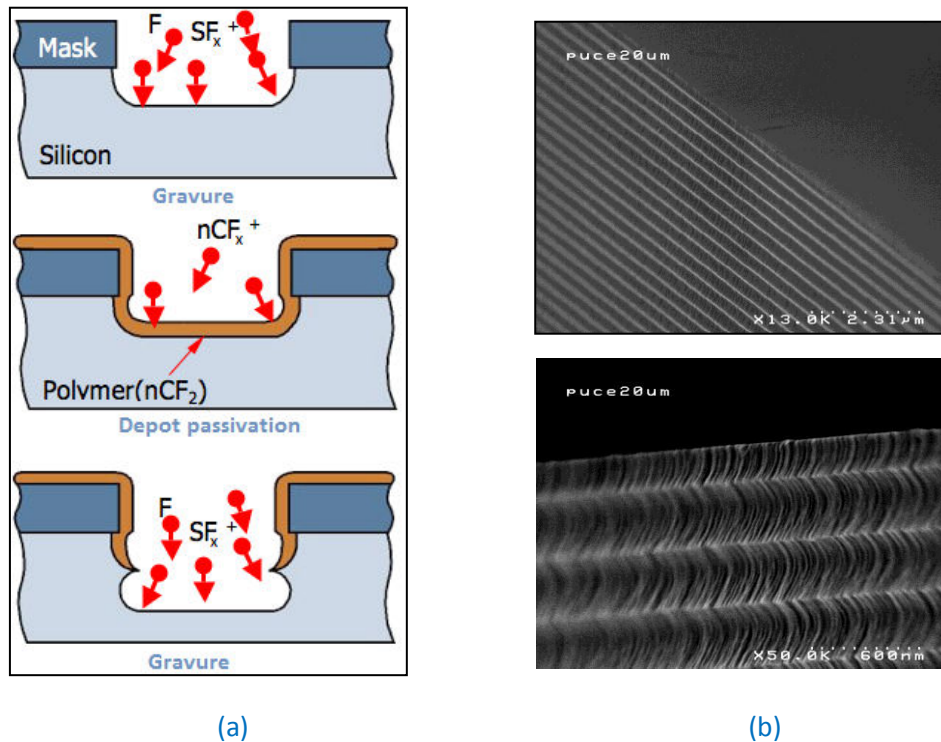 F SFx+
Mask
Silicon
Gravure
nCFx+
Polymer(nCF2)
Depot passivation
F
SFx+
Gravure
(a)
puce20um
X13.0K 2.31µm
puce20um
X50.0K 600nm
(b)